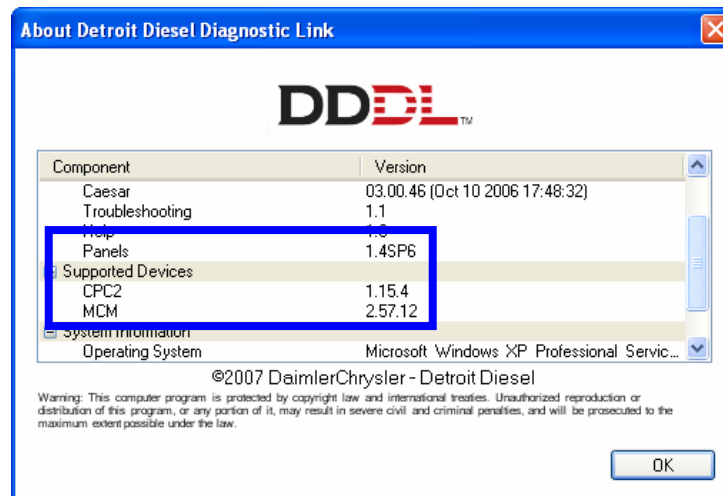 About Detroit Diesel Diagnostic Link
DDDL TM
Component Version
Caesar 03.00.46 (Oct 10 2006 17:48:32)
Troubleshooting 1.1
Panels 1.4SP6
Supported Devices
CPC2 1.15.4
MCM 2.57.12
System Information
Operating System Microsoft Windows XP Professional Servic...
©2007 DaimlerChrysler - Detroit Diesel
Warning: This computer program is protected by copyright law and international treaties. Unauthorized reproduction or
distribution of this program, or any portion of it, may result in severe civil and criminal penalties, and will be prosecuted to the
maximum extent possible under the law.
OK